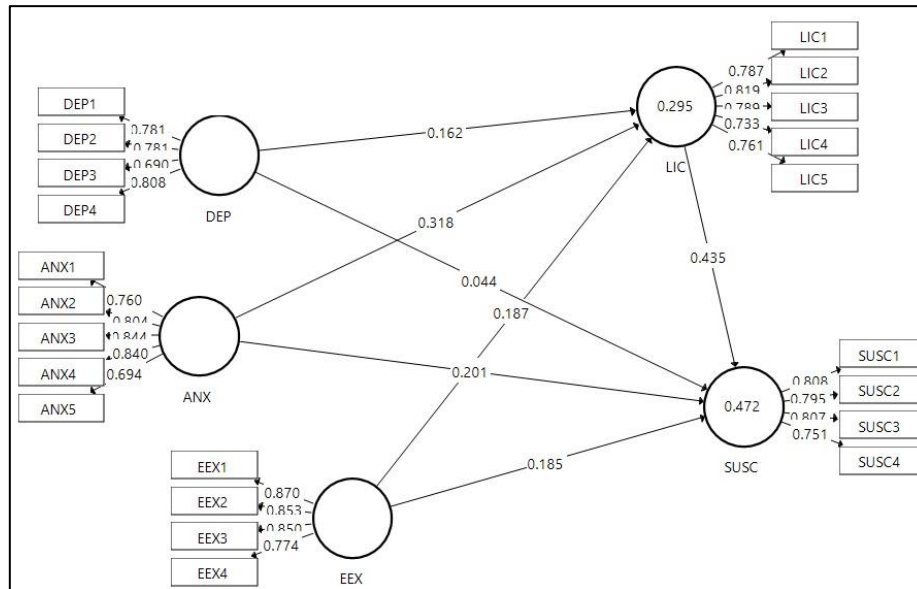 DEP1
DEP2
DEP3
DEP4
0.781
0.781
0.690
0.808
DEP
ANX1
ANX2
ANX3
ANX4
ANX5
0.760
0.804
0.844
0.840
0.694
ANX
EEX1
EEX2
EEX3
EEX4
0.870
0.853
0.850
0.774
EEX
0.162
0.318
0.044
0.187
0.201
0.185
0.435
0.295
LIC
0.787
0.819
0.789
0.733
0.761
LIC1
LIC2
LIC3
LIC4
LIC5
0.472
SUSC
0.808
0.795
0.807
0.751
SUSC1
SUSC2
SUSC3
SUSC4